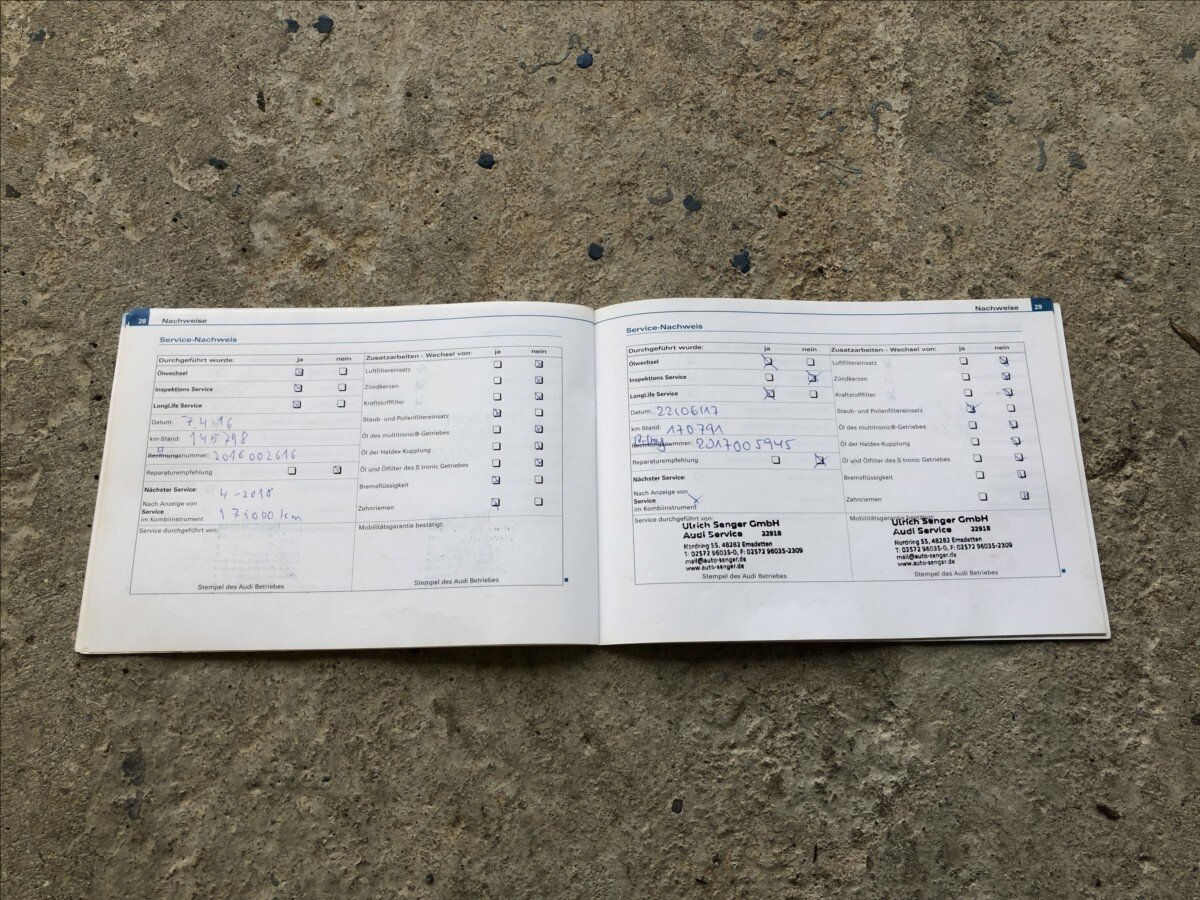 28 Nachweise
Service-Nachweis
Durchgeführt wurde: ja nein
Ölwechsel
Inspektions Service
LongLife Service
Datum: 7 4 16
km-Stand: 145798
Rechnungsnummer: 2016002616
Reparaturempfehlung
Nächster Service: 4-2018
Nach Anzeige von
Service
im Kombiinstrument 175000 km
Service durchgeführt von:
Stempel des Audi Betriebes
Zusatzarbeiten - Wechsel von: ja nein
Luftfiltereinsatz
Zündkerzen
Kraftstofffilter
Staub- und Pollenfiltereinsatz
Öl des multitronic®-Getriebes
Öl der Haldex-Kupplung
Öl und Ölfilter des S tronic Getriebes
Bremsflüssigkeit
Zahnriemen
Mobilitätsgarantie bestätigt:
Stempel des Audi Betriebes
Nachweise 29
Service-Nachweis
Durchgeführt wurde: ja nein
Ölwechsel
Inspektions Service
LongLife Service
Datum: 22106117
km-Stand: 170791
Rechnungsnummer: 2017005945
Reparaturempfehlung
Nächster Service:
Nach Anzeige von
Service
im Kombiinstrument
Service durchgeführt von:
Ulrich Senger GmbH
Audi Service 22918
Nordring 55, 48282 Emsdetten
T: 02572 96035-0, F: 02572 96035-2309
mail@auto-senger.de
www.auto-senger.de
Stempel des Audi Betriebes
Zusatzarbeiten - Wechsel von: ja nein
Luftfiltereinsatz
Zündkerzen
Kraftstofffilter
Staub- und Pollenfiltereinsatz
Öl des multitronic®-Getriebes
Öl der Haldex-Kupplung
Öl und Ölfilter des S tronic Getriebes
Bremsflüssigkeit
Zahnriemen
Mobilitätsgarantie bestätigt:
Ulrich Senger GmbH
Audi Service 22918
Nordring 55, 48282 Emsdetten
T: 02572 96035-0, F: 02572 96035-2309
mail@auto-senger.de
www.auto-senger.de
Stempel des Audi Betriebes